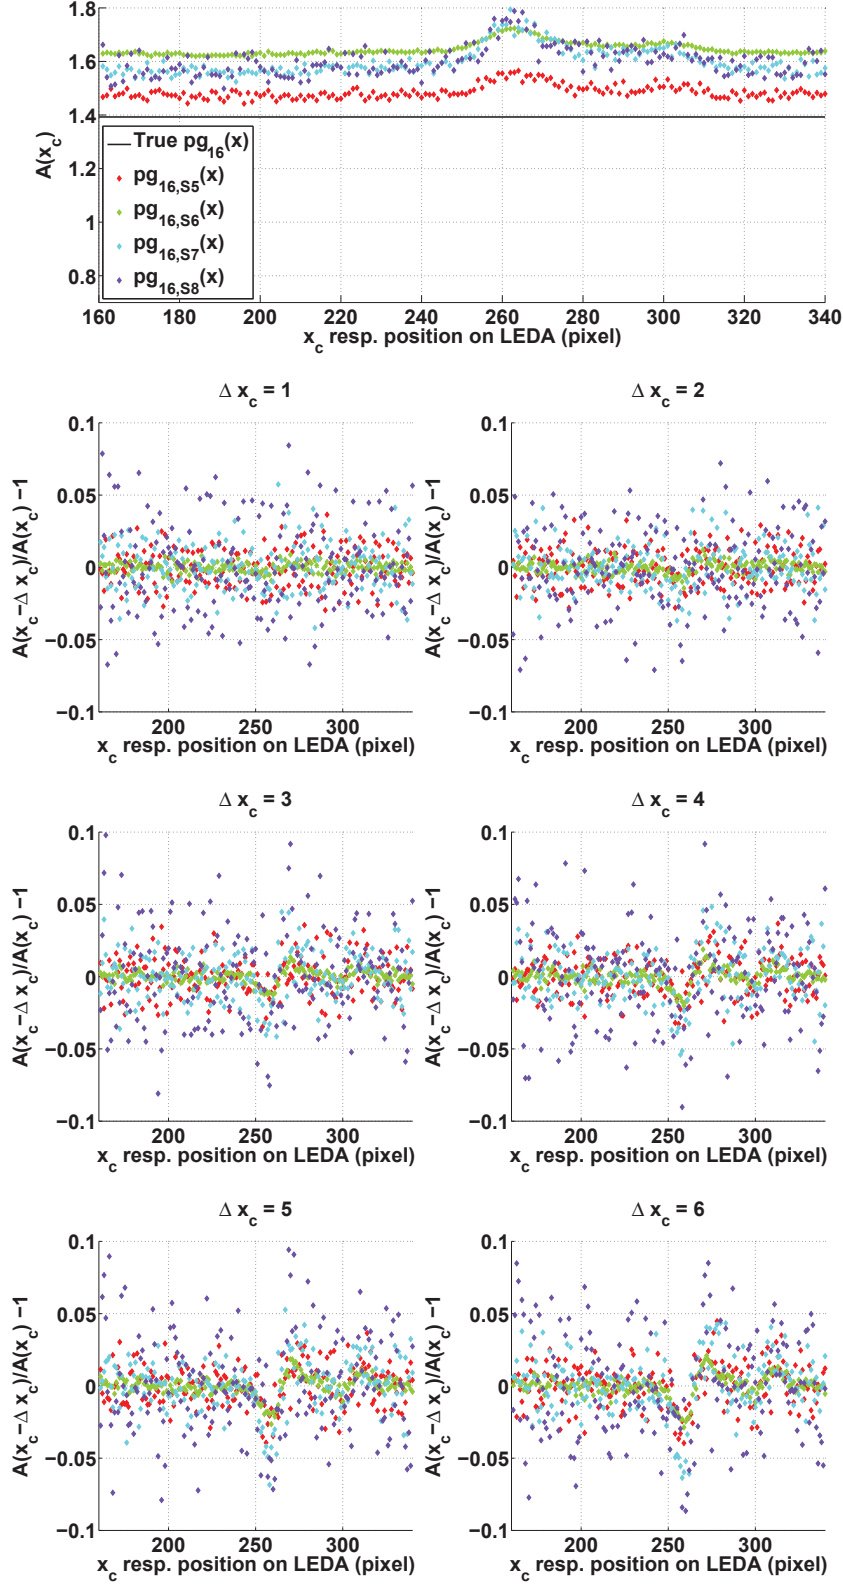 1.8
1.6
1.4
1.2
1
0.8
A(x_c)
True pg_16(x)
pg_16,S5(x)
pg_16,S6(x)
pg_16,S7(x)
pg_16,S8(x)
160 180 200 220 240 260 280 300 320 340
x_c resp. position on LEDA (pixel)
Δ x_c = 1
0.1
0.05
0
−0.05
−0.1
A(x_c −Δ x_c)/A(x_c) −1
200 250 300
x_c resp. position on LEDA (pixel)
Δ x_c = 2
0.1
0.05
0
−0.05
−0.1
A(x_c −Δ x_c)/A(x_c) −1
200 250 300
x_c resp. position on LEDA (pixel)
Δ x_c = 3
0.1
0.05
0
−0.05
−0.1
A(x_c −Δ x_c)/A(x_c) −1
200 250 300
x_c resp. position on LEDA (pixel)
Δ x_c = 4
0.1
0.05
0
−0.05
−0.1
A(x_c −Δ x_c)/A(x_c) −1
200 250 300
x_c resp. position on LEDA (pixel)
Δ x_c = 5
0.1
0.05
0
−0.05
−0.1
A(x_c −Δ x_c)/A(x_c) −1
200 250 300
x_c resp. position on LEDA (pixel)
Δ x_c = 6
0.1
0.05
0
−0.05
−0.1
A(x_c −Δ x_c)/A(x_c) −1
200 250 300
x_c resp. position on LEDA (pixel)